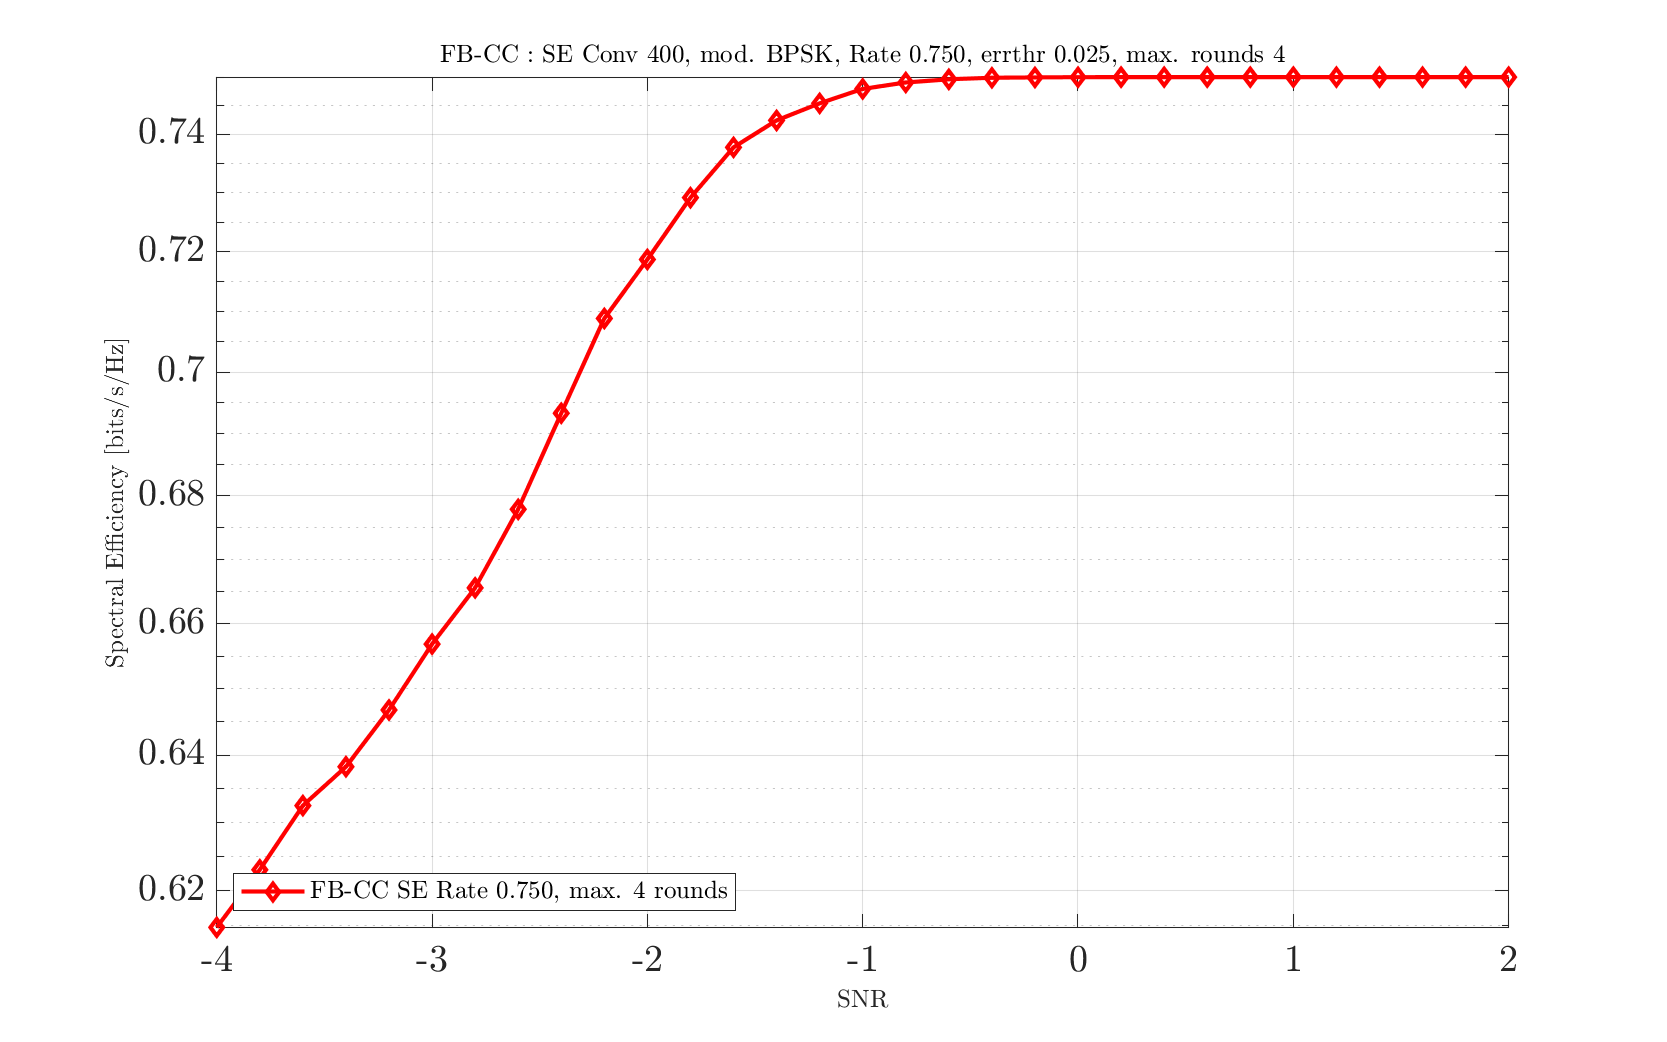 FB-CC : SE Conv 400, mod. BPSK, Rate 0.750, errthr 0.025, max. rounds 4
0.74
0.72
0.7
0.68
0.66
0.64
0.62
Spectral Efficiency [bits/s/Hz]
FB-CC SE Rate 0.750, max. 4 rounds
-4 -3 -2 -1 0 1 2
SNR